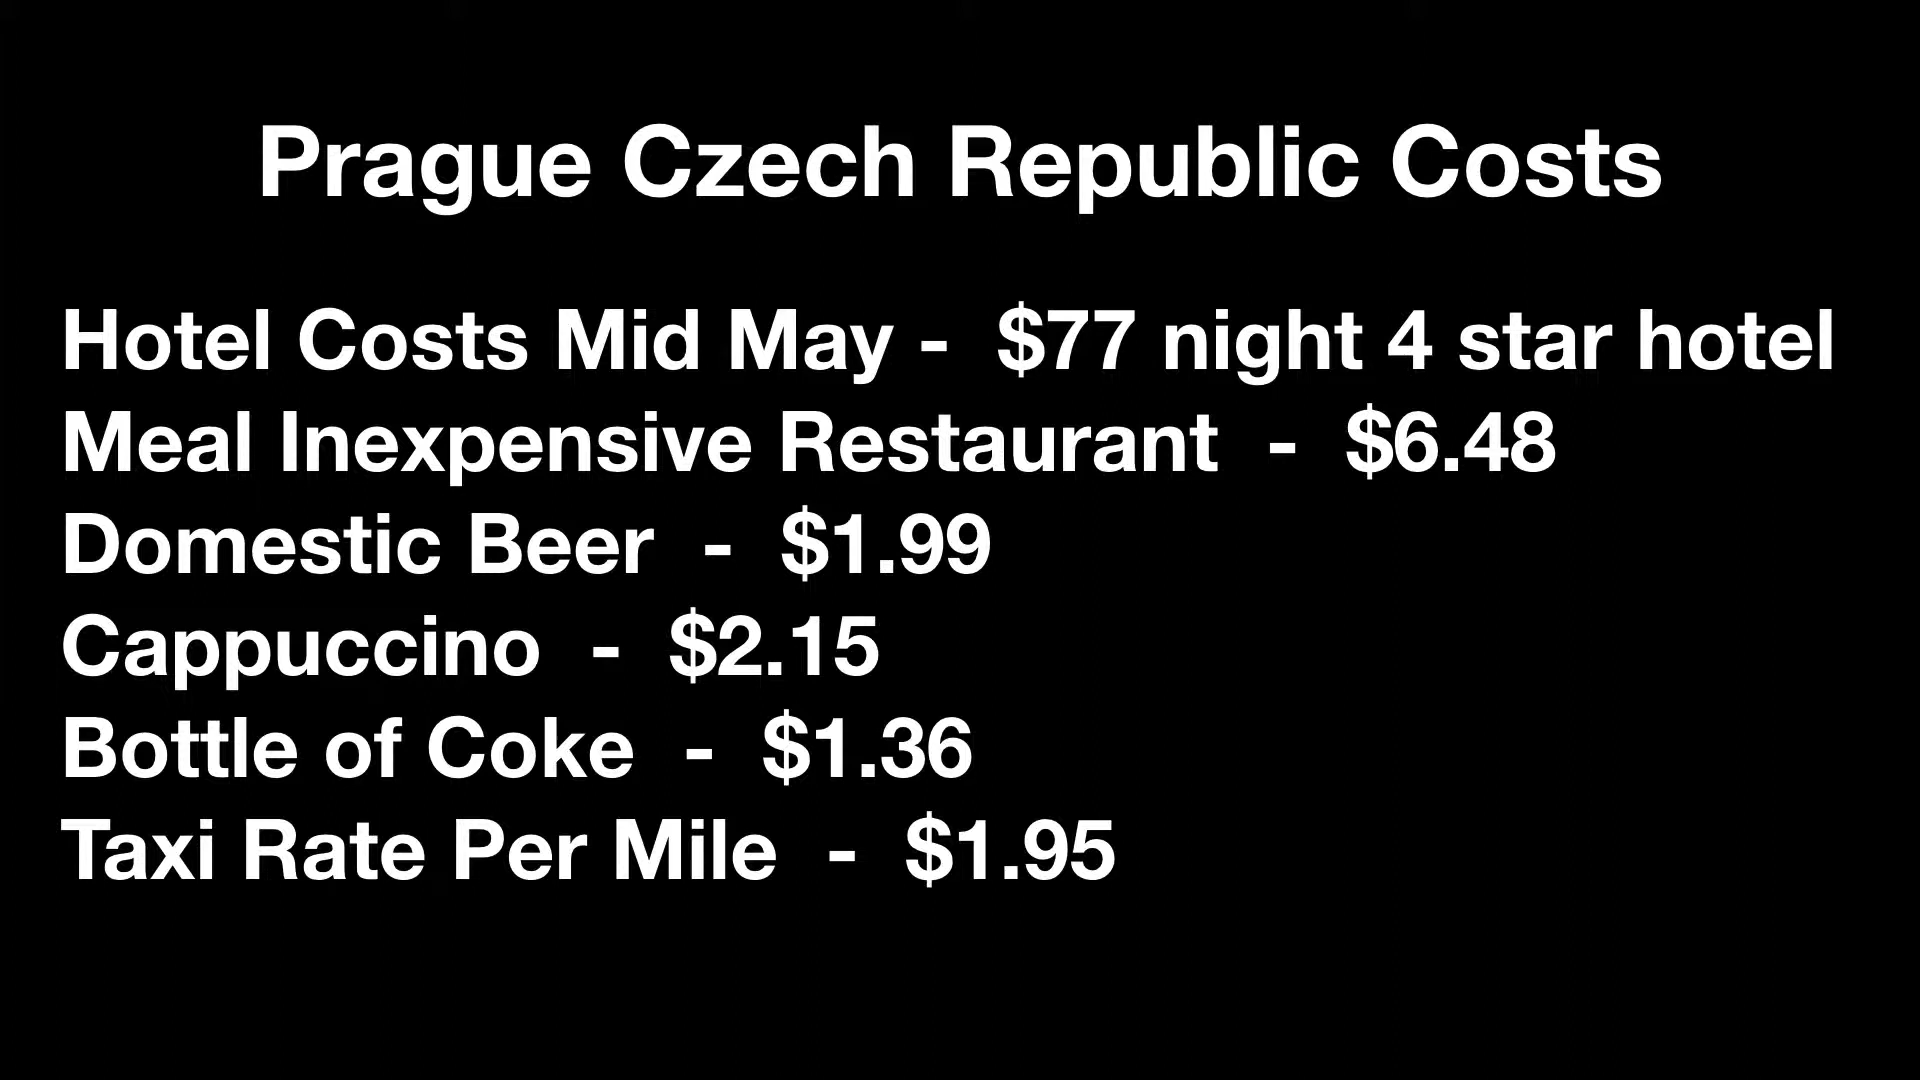 Prague Czech Republic Costs
Hotel Costs Mid May -  $77 night 4 star hotel
Meal Inexpensive Restaurant  -  $6.48
Domestic Beer  -  $1.99
Cappuccino  -  $2.15
Bottle of Coke  -  $1.36
Taxi Rate Per Mile  -  $1.95